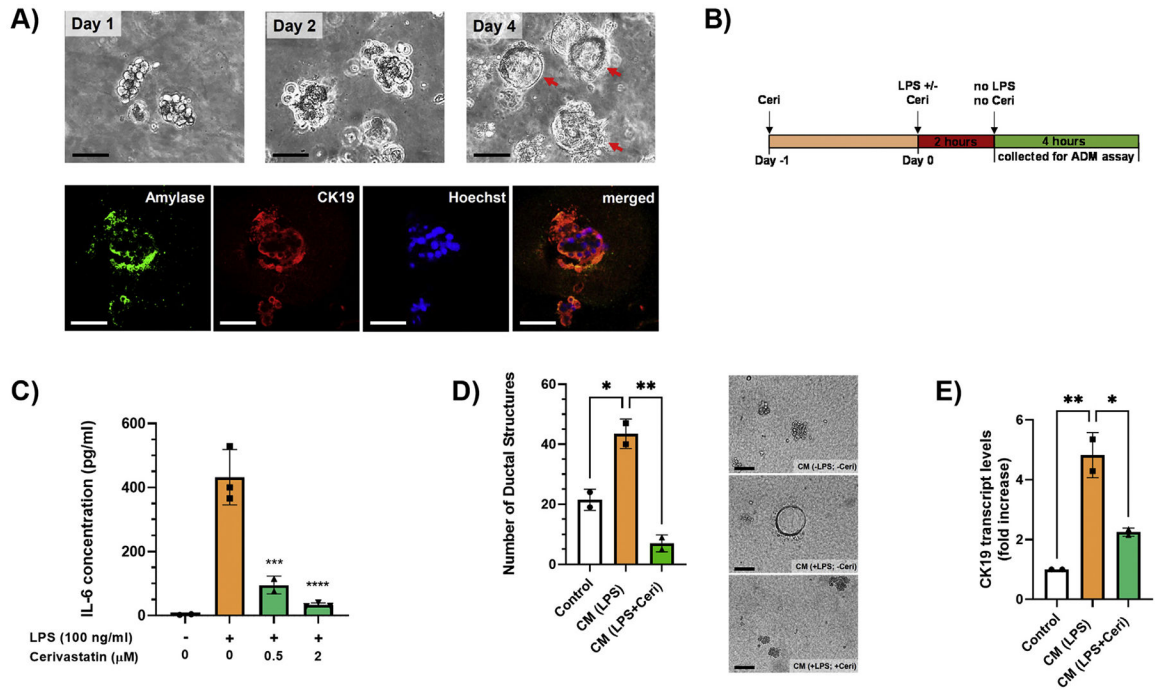 A)
Day 1
Day 2
Day 4
Amylase
CK19
Hoechst
merged
B)
Ceri
LPS +/-
Ceri
no LPS
no Ceri
2 hours
4 hours
Day -1
Day 0
collected for ADM assay
C)
IL-6 concentration (pg/ml)
600
400
200
0
***
****
LPS (100 ng/ml)
- + + +
Cerivastatin (µM)
0 0 0.5 2
D)
Number of Ductal Structures
60
40
20
0
* **
Control
CM (LPS)
CM (LPS+Ceri)
CM (-LPS; -Ceri)
CM (+LPS; -Ceri)
CM (+LPS; +Ceri)
E)
CK19 transcript levels
(fold increase)
6
4
2
0
** *
Control
CM (LPS)
CM (LPS+Ceri)